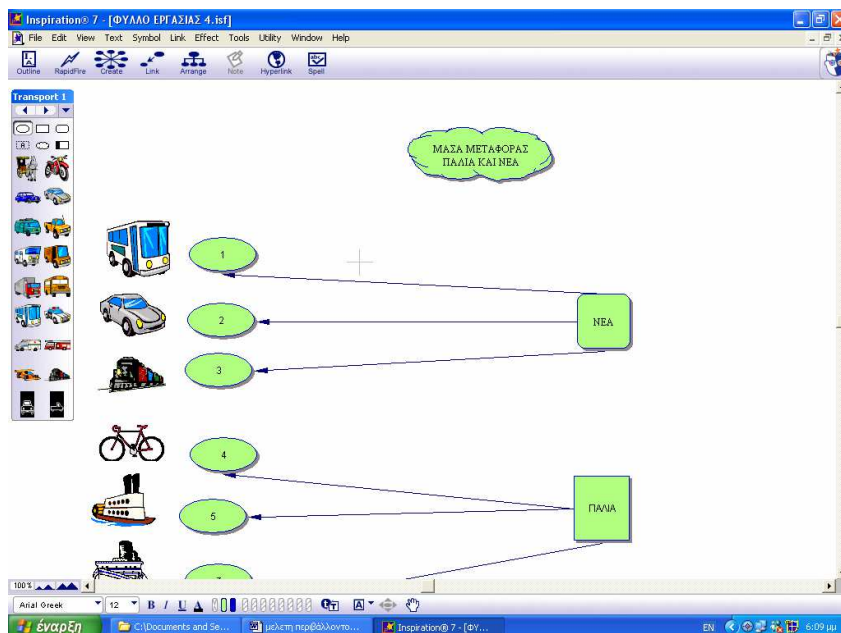 Inspiration® 7 - [ΦΥΛΛΟ ΕΡΓΑΣΙΑΣ 4.isf]
File Edit View Text Symbol Link Effect Tools Utility Window Help
Outline RapidFire Create Link Arrange Note Hyperlink Spell
Transport 1
ΜΑΣΑ ΜΕΤΑΦΟΡΑΣ
ΠΑΛΙΑ ΚΑΙ ΝΕΑ
1
2
ΝΕΑ
3
4
5
ΠΑΛΙΑ
100%
Arial Greek 12 B I U A
έναρξη C:\Documents and Se... μελετη περιβάλλοντο... Inspiration® 7 - [ΦΥ... EN 6:09 μμ